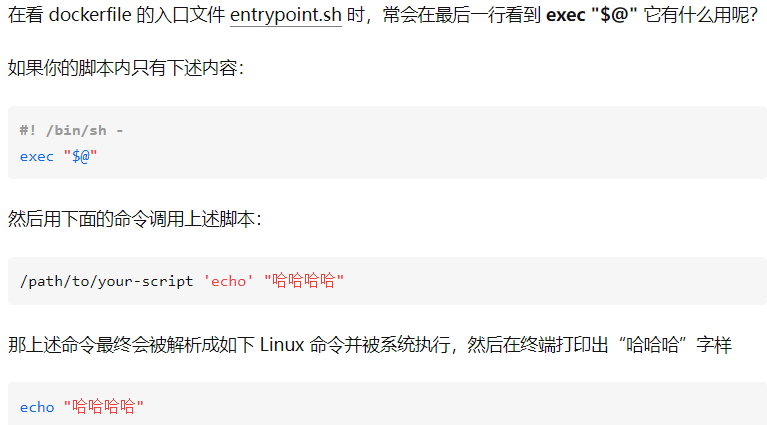 在看 dockerfile 的入口文件 entrypoint.sh 时，常会在最后一行看到 exec "$@" 它有什么用呢？
如果你的脚本内只有下述内容：
#! /bin/sh -
exec "$@"
然后用下面的命令调用上述脚本：
/path/to/your-script 'echo' "哈哈哈哈"
那上述命令最终会被解析成如下 Linux 命令并被系统执行，然后在终端打印出“哈哈哈”字样
echo "哈哈哈哈"